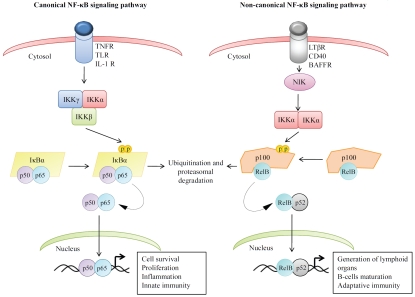 Canonical NF-κB signaling pathway
Non-canonical NF-κB signaling pathway
Cytosol
TNFR
TLR
IL-1 R
Cytosol
LTβR
CD40
BAFFR
NIK
IKKγ
IKKα
IKKβ
IKKα
IKKα
P P
P P
IκBα
p50
p65
IκBα
p50
p65
Ubiquitination and
proteasomal
degradation
p100
RelB
p100
RelB
p50
p65
RelB
p52
Nucleus
p50
p65
Cell survival
Proliferation
Inflammation
Innate immunity
Nucleus
RelB
p52
Generation of lymphoid
organs
B-cells maturation
Adaptative immunity